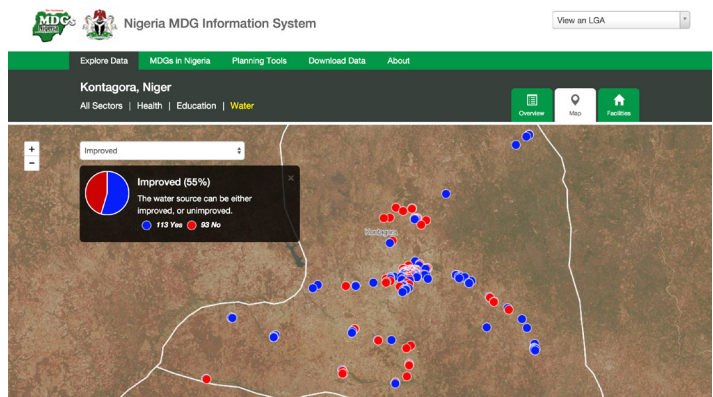 MDGs
Nigeria
Nigeria MDG Information System
View an LGA
Explore Data
MDGs in Nigeria
Planning Tools
Download Data
About
Kontagora, Niger
All Sectors | Health | Education | Water
Overview
Map
Facilities
+
−
Improved
Improved (55%)
×
The water source can be either
improved, or unimproved.
113 Yes
93 No
Kontagora